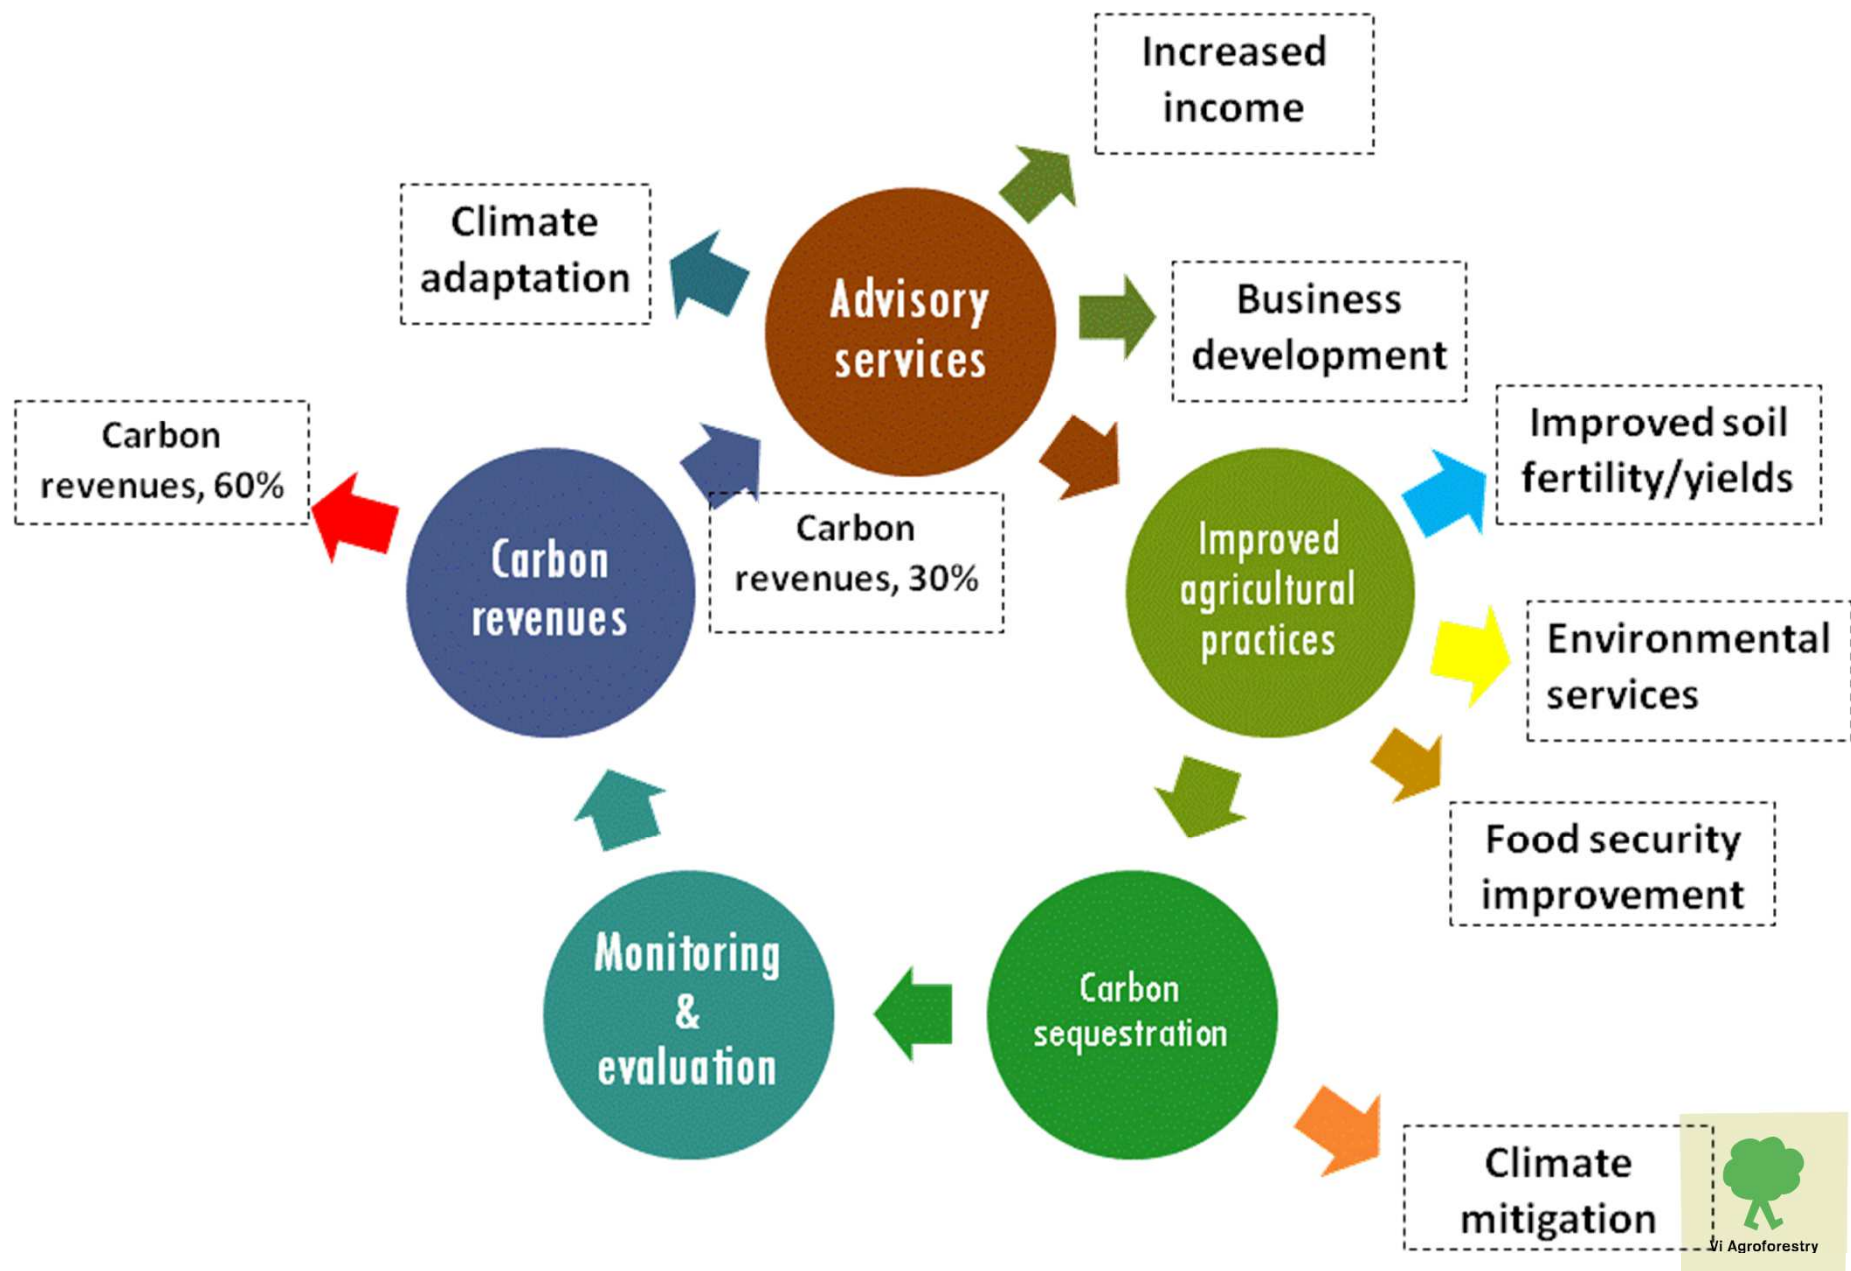 Increased
income
Climate
adaptation
Advisory
services
Business
development
Carbon
revenues, 60%
Improved soil
fertility/yields
Carbon
revenues
Carbon
revenues, 30%
Improved
agricultural
practices
Environmental
services
Food security
improvement
Monitoring
&
evaluation
Carbon
sequestration
Climate
mitigation
Vi Agroforestry